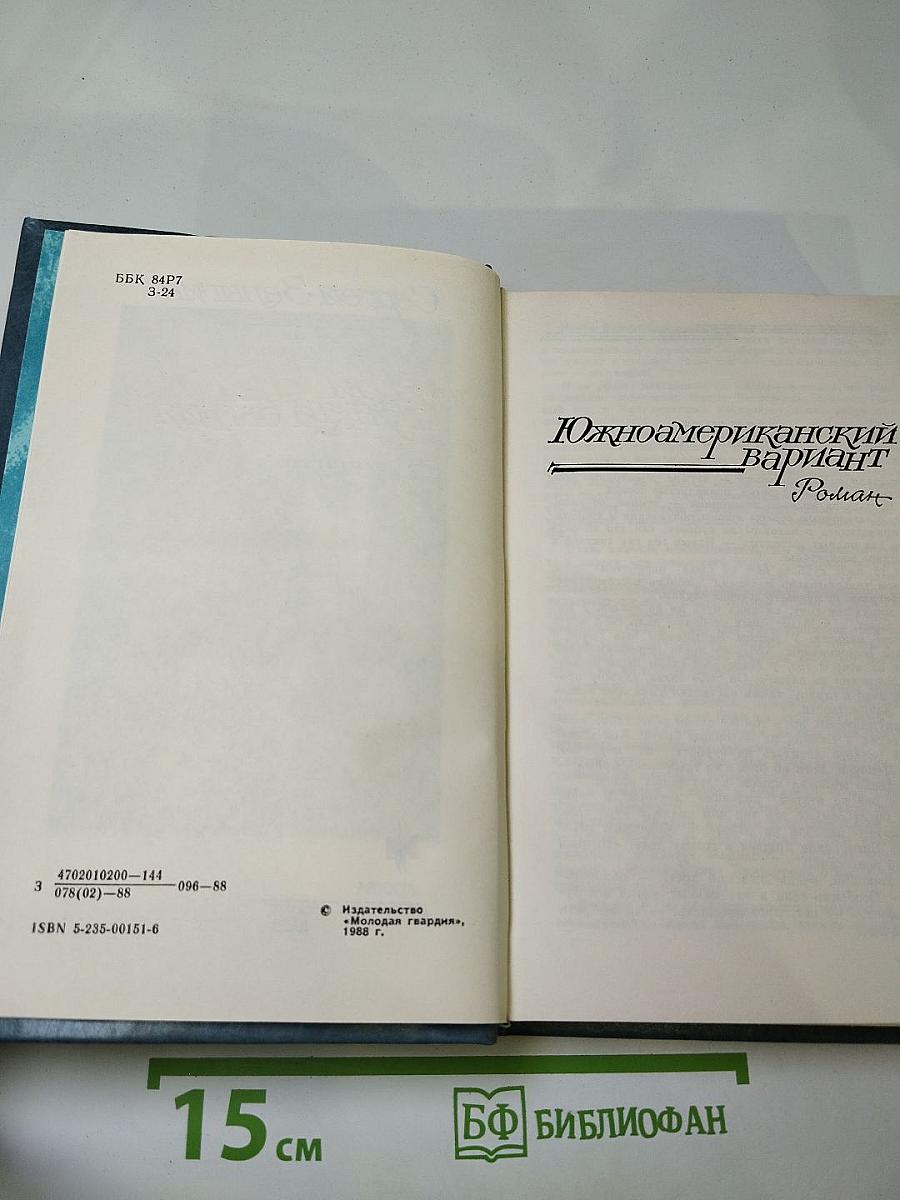 ББК 84Р7
З-24
З 4702010200—144
078(02)—88
—096—88
ISBN 5-235-00151-6
© Издательство
«Молодая гвардия»,
1988 г.
Южноамериканский
вариант
Роман
15 см
БФ БИБЛИОФАН